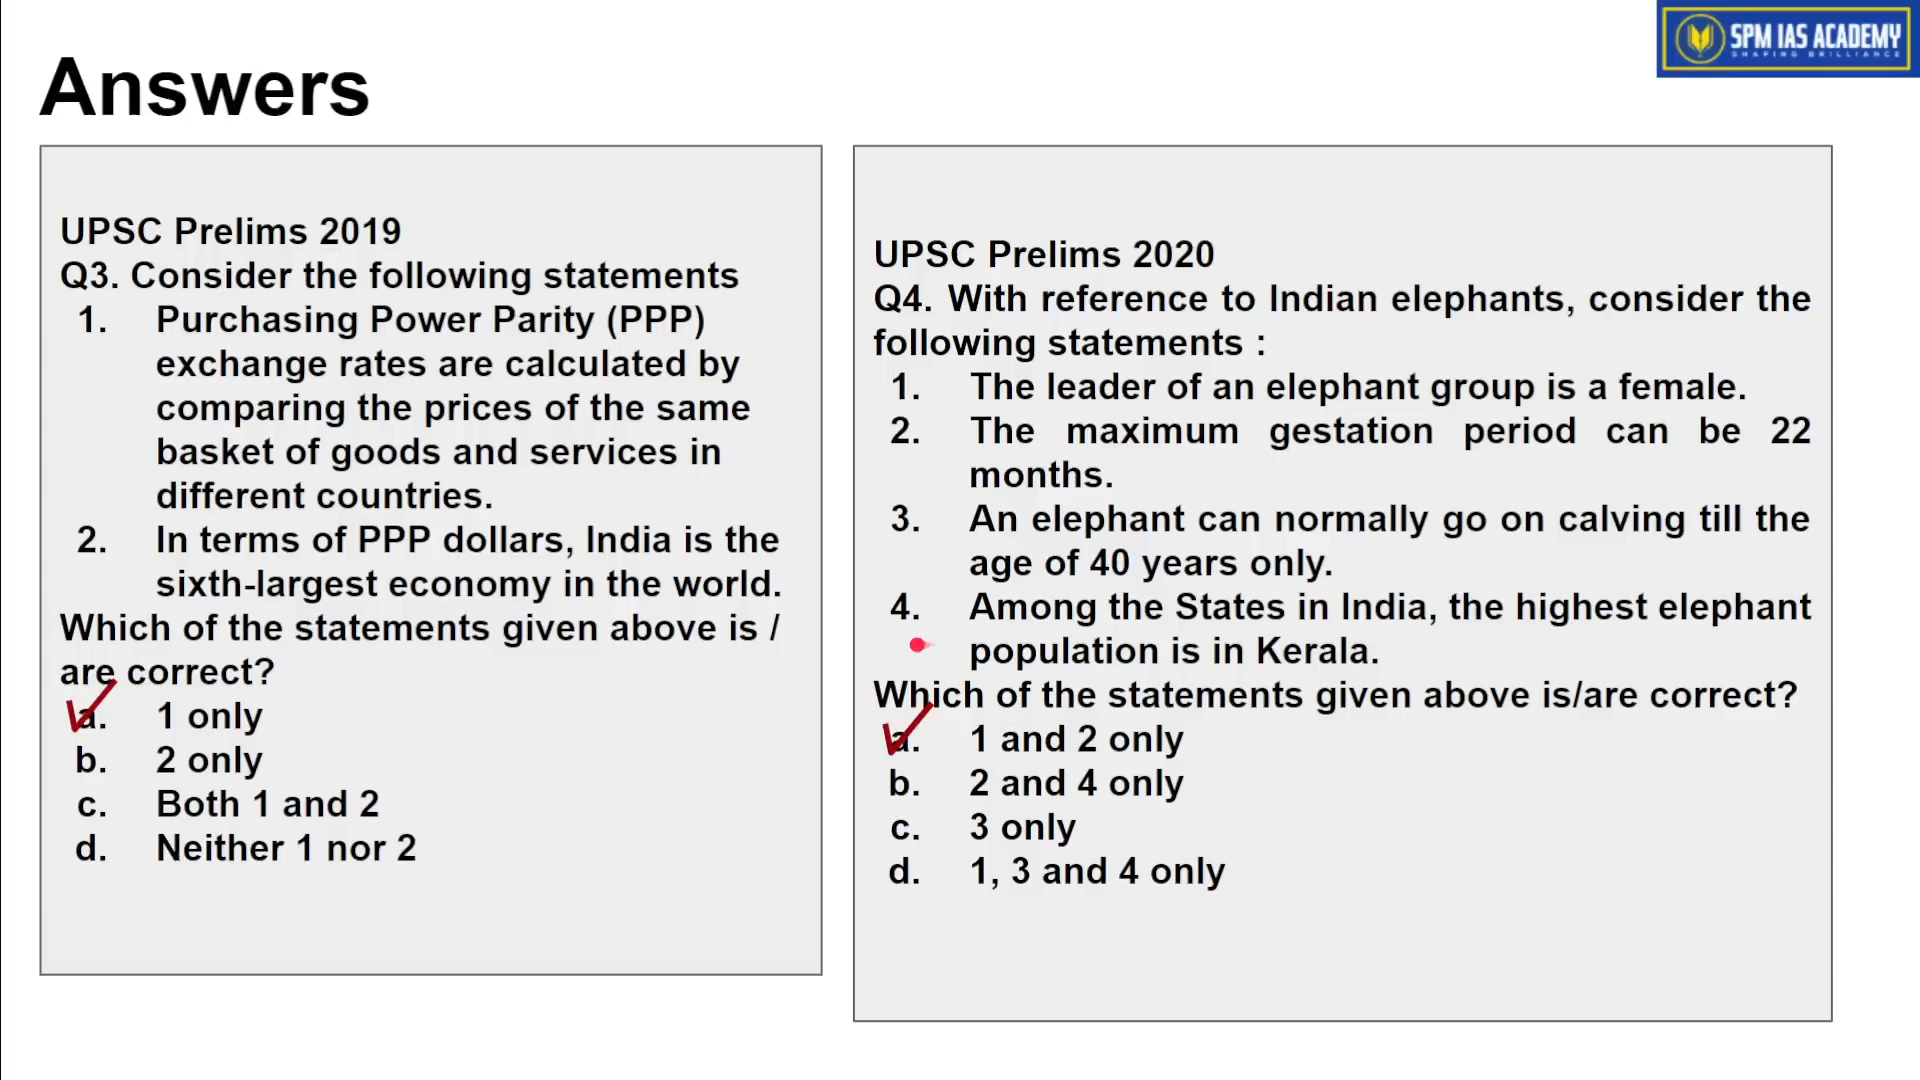 SPM IAS ACADEMY
SHAPING BRILLIANCE
Answers
UPSC Prelims 2019
Q3. Consider the following statements
1. Purchasing Power Parity (PPP)
exchange rates are calculated by
comparing the prices of the same
basket of goods and services in
different countries.
2. In terms of PPP dollars, India is the
sixth-largest economy in the world.
Which of the statements given above is /
are correct?
a. 1 only
b. 2 only
c. Both 1 and 2
d. Neither 1 nor 2
UPSC Prelims 2020
Q4. With reference to Indian elephants, consider the
following statements :
1. The leader of an elephant group is a female.
2. The maximum gestation period can be 22
months.
3. An elephant can normally go on calving till the
age of 40 years only.
4. Among the States in India, the highest elephant
population is in Kerala.
Which of the statements given above is/are correct?
a. 1 and 2 only
b. 2 and 4 only
c. 3 only
d. 1, 3 and 4 only